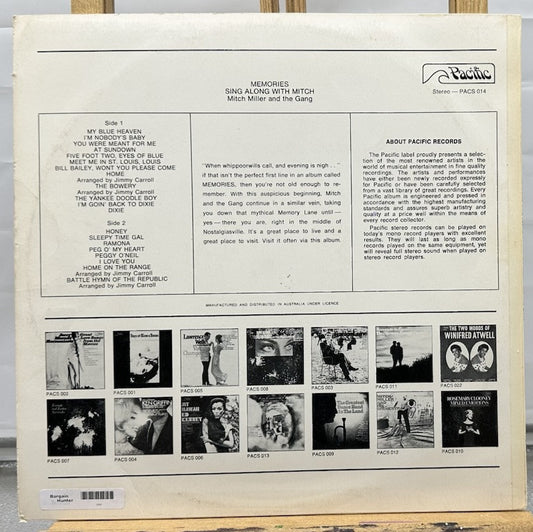 Pacific
Stereo — PACS 014
MEMORIES
SING ALONG WITH MITCH
Mitch Miller and the Gang
Side 1
MY BLUE HEAVEN
I'M NOBODY'S BABY
YOU WERE MEANT FOR ME
AT SUNDOWN
FIVE FOOT TWO, EYES OF BLUE
MEET ME IN ST. LOUIS, LOUIS
BILL BAILEY, WONT YOU PLEASE COME
HOME
Arranged by Jimmy Carroll
THE BOWERY
Arranged by Jimmy Carroll
THE YANKEE DOODLE BOY
I'M GOIN' BACK TO DIXIE
DIXIE
Side 2
HONEY
SLEEPY TIME GAL
RAMONA
PEG O' MY HEART
PEGGY O'NEIL
I LOVE YOU
HOME ON THE RANGE
Arranged by Jimmy Carroll
BATTLE HYMN OF THE REPUBLIC
Arranged by Jimmy Carroll
"When whippoorwills call, and evening is nigh . . "
if that isn't the perfect first line in an album called
MEMORIES, then you're not old enough to re-
member. With this auspicious beginning, Mitch
and the Gang continue in a similar vein, taking
you down that mythical Memory Lane until —
yes — there you are, right in the middle of
Nostalgiasville. It's a great place to live and a
great place to visit. Visit it often via this album.
ABOUT PACIFIC RECORDS
The Pacific label proudly presents a selec-
tion of the most renowned artists in the
world of musical entertainment in fine quality
recordings. The artists and performances
have either been newly recorded expressly
for Pacific or have been carefully selected
from a vast library of great recordings. Every
Pacific album is engineered and pressed in
accordance with the highest manufacturing
standards and assures superb artistry and
quality at a price well within the means of
every record collector.
Pacific stereo records can be played on
today's mono record players with excellent
results. They will last as long as mono
records played on the same equipment, yet
will reveal full stereo sound when played on
stereo record players.
MANUFACTURED AND DISTRIBUTED IN AUSTRALIA UNDER LICENCE
THE TWO MOODS OF
WINIFRED ATWELL
PACS 003
PACS 001
PACS 005
PACS 008
PACS 003
PACS 011
PACS 002
The Greatest
Dance Band
In The Land
ROSEMARY CLOONEY
MIXED EMOTIONS
PACS 007
PACS 004
PACS 006
PACS 013
PACS 009
PACS 012
PACS 010
Bargain
Hunter